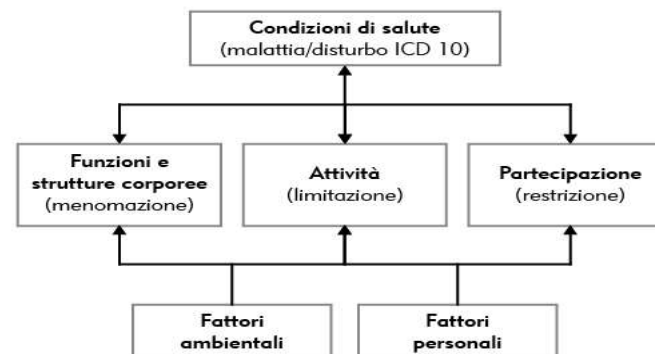 Condizioni di salute
(malattia/disturbo ICD 10)
Funzioni e
strutture corporee
(menomazione)
Attività
(limitazione)
Partecipazione
(restrizione)
Fattori
ambientali
Fattori
personali